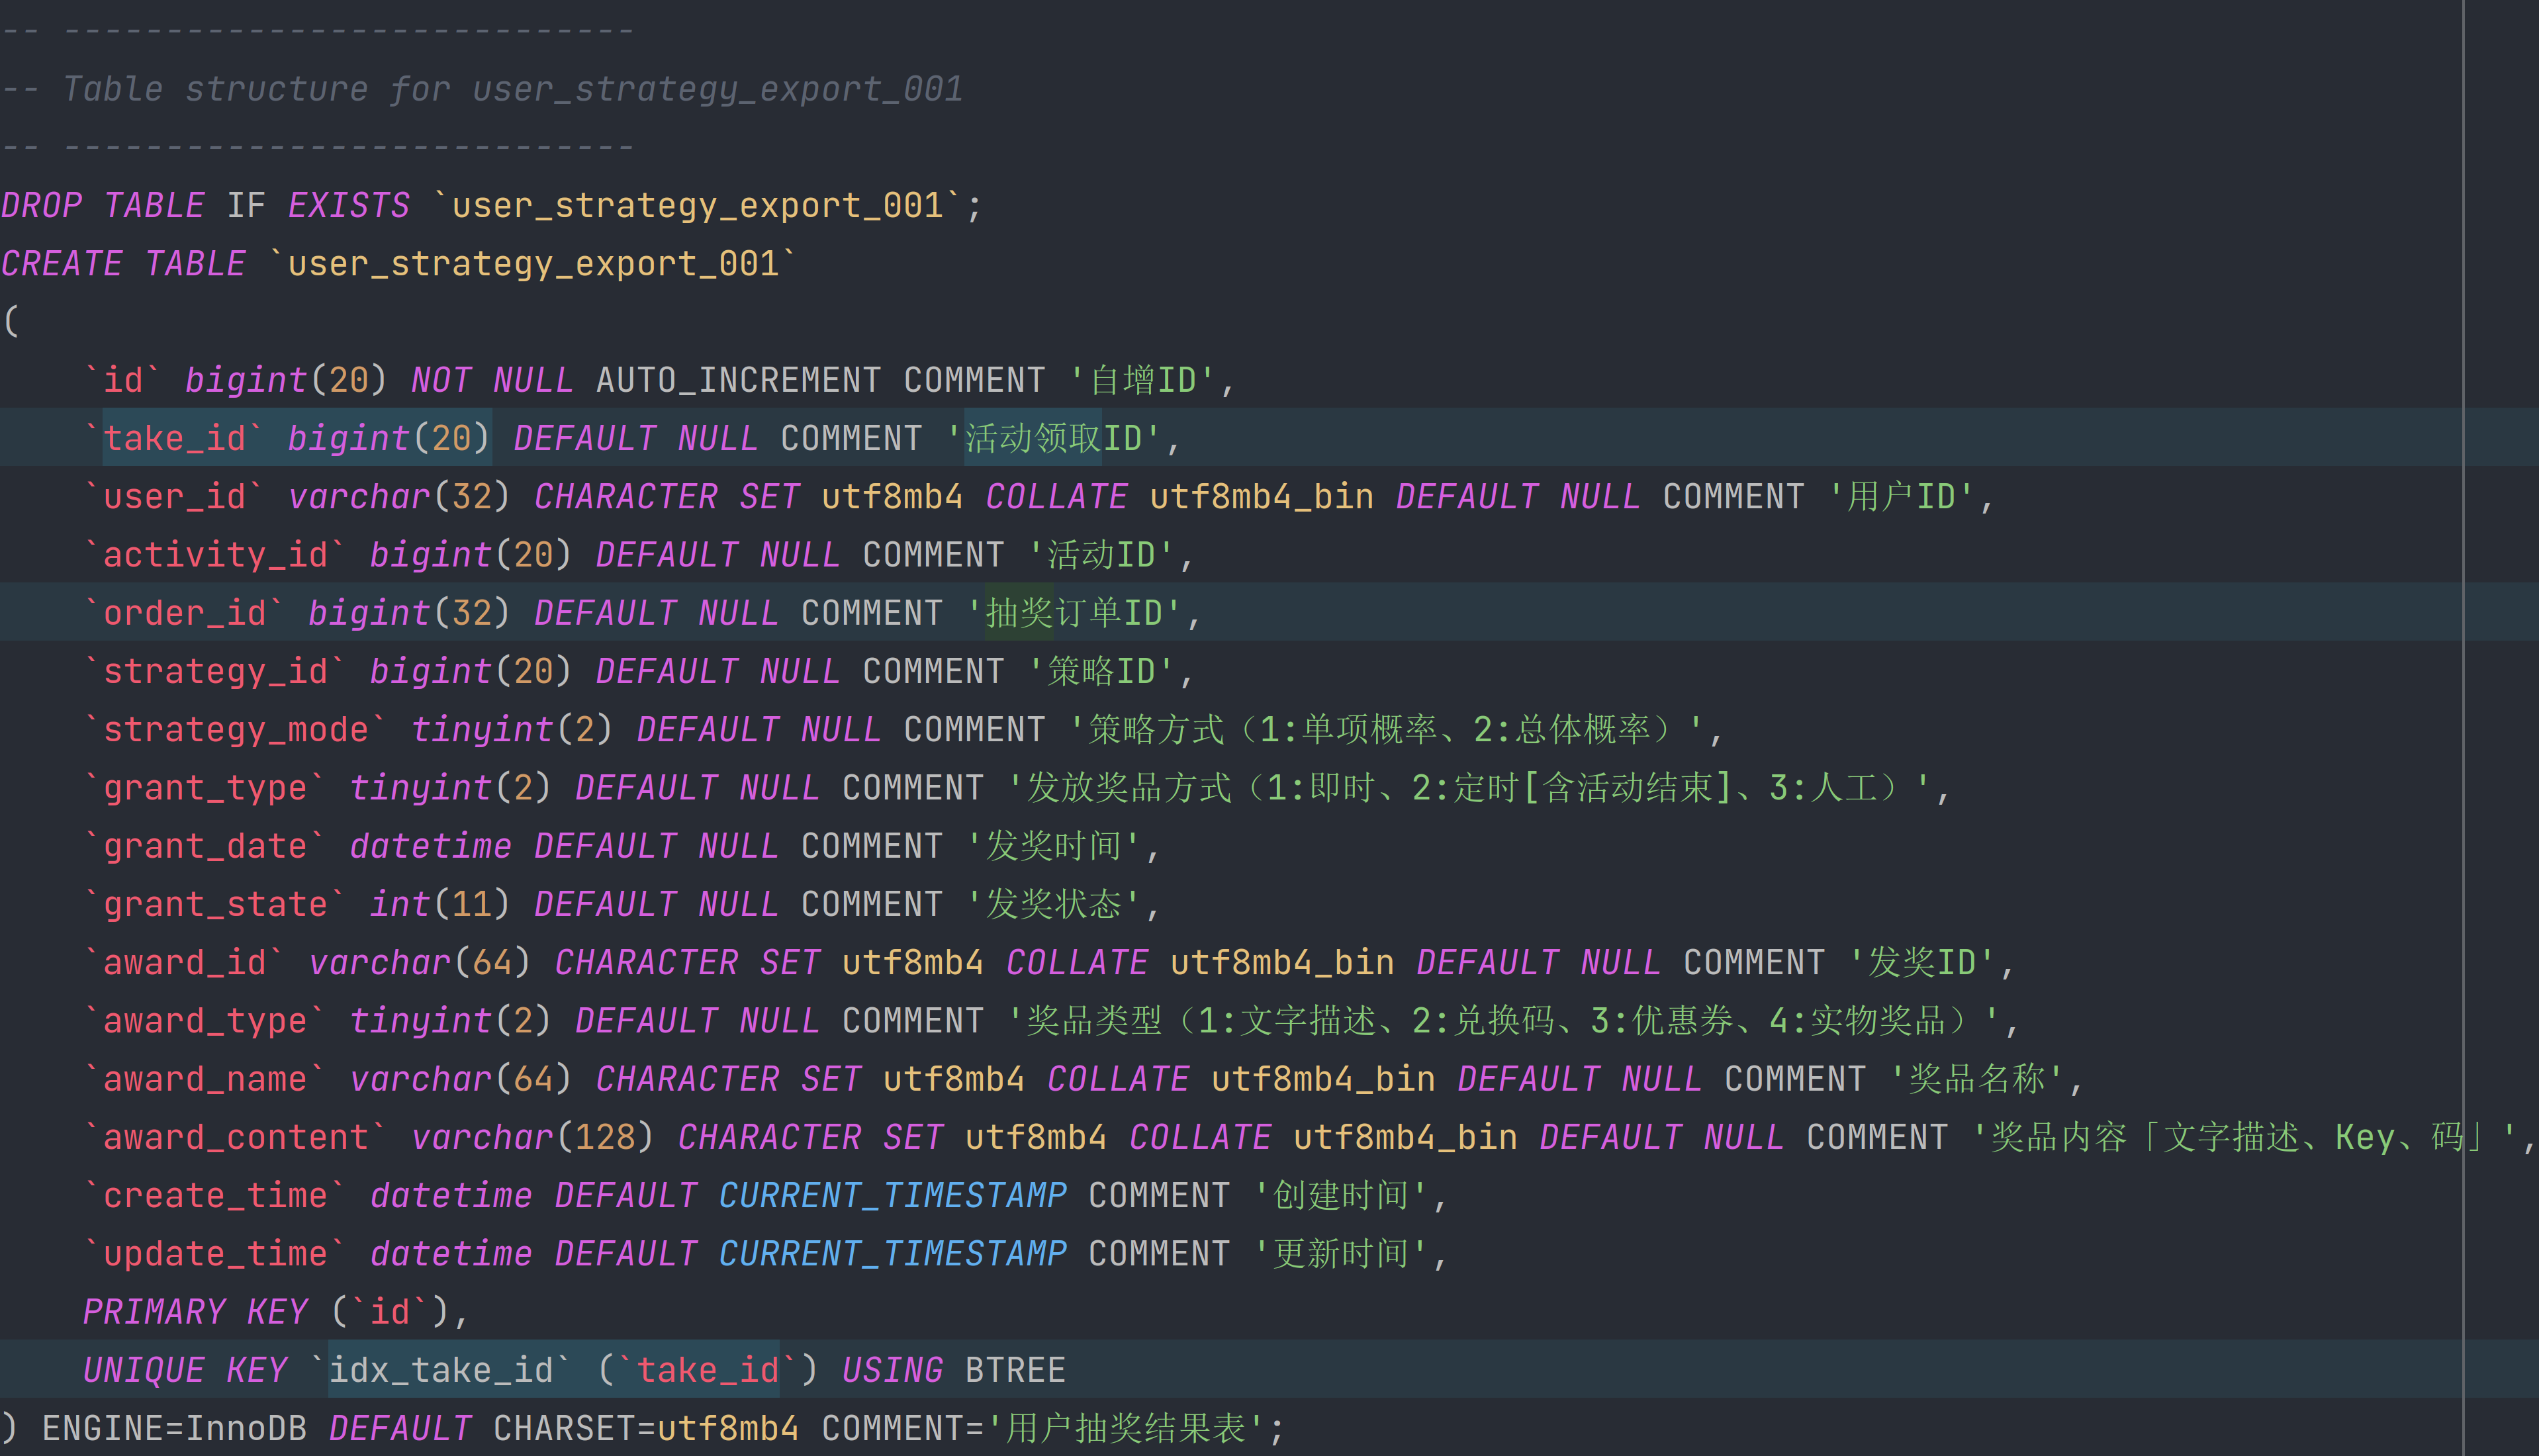 -- ----------------------------
-- Table structure for user_strategy_export_001
-- ----------------------------
DROP TABLE IF EXISTS `user_strategy_export_001`;
CREATE TABLE `user_strategy_export_001`
(
    `id` bigint(20) NOT NULL AUTO_INCREMENT COMMENT '自增ID',
    `take_id` bigint(20) DEFAULT NULL COMMENT '活动领取ID',
    `user_id` varchar(32) CHARACTER SET utf8mb4 COLLATE utf8mb4_bin DEFAULT NULL COMMENT '用户ID',
    `activity_id` bigint(20) DEFAULT NULL COMMENT '活动ID',
    `order_id` bigint(32) DEFAULT NULL COMMENT '抽奖订单ID',
    `strategy_id` bigint(20) DEFAULT NULL COMMENT '策略ID',
    `strategy_mode` tinyint(2) DEFAULT NULL COMMENT '策略方式（1:单项概率、2:总体概率）',
    `grant_type` tinyint(2) DEFAULT NULL COMMENT '发放奖品方式（1:即时、2:定时[含活动结束]、3:人工）',
    `grant_date` datetime DEFAULT NULL COMMENT '发奖时间',
    `grant_state` int(11) DEFAULT NULL COMMENT '发奖状态',
    `award_id` varchar(64) CHARACTER SET utf8mb4 COLLATE utf8mb4_bin DEFAULT NULL COMMENT '发奖ID',
    `award_type` tinyint(2) DEFAULT NULL COMMENT '奖品类型（1:文字描述、2:兑换码、3:优惠券、4:实物奖品）',
    `award_name` varchar(64) CHARACTER SET utf8mb4 COLLATE utf8mb4_bin DEFAULT NULL COMMENT '奖品名称',
    `award_content` varchar(128) CHARACTER SET utf8mb4 COLLATE utf8mb4_bin DEFAULT NULL COMMENT '奖品内容「文字描述、Key、码」',
    `create_time` datetime DEFAULT CURRENT_TIMESTAMP COMMENT '创建时间',
    `update_time` datetime DEFAULT CURRENT_TIMESTAMP COMMENT '更新时间',
    PRIMARY KEY (`id`),
    UNIQUE KEY `idx_take_id` (`take_id`) USING BTREE
) ENGINE=InnoDB DEFAULT CHARSET=utf8mb4 COMMENT='用户抽奖结果表';